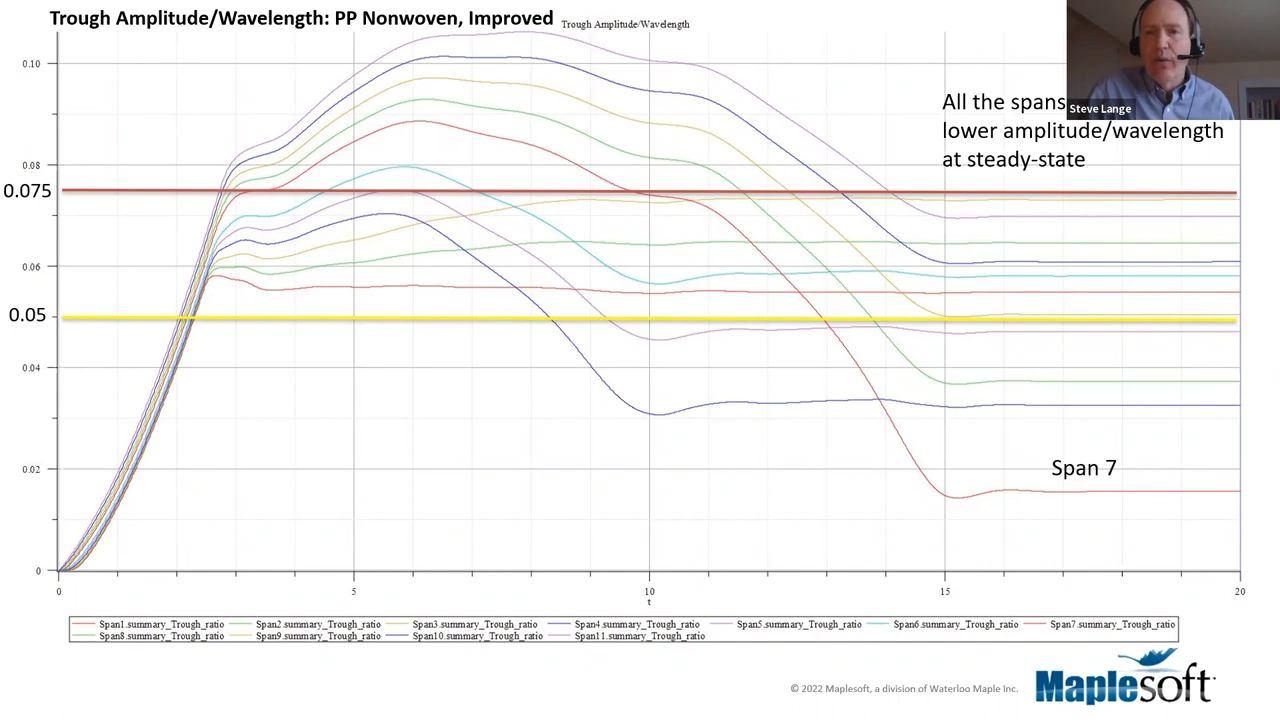 Trough Amplitude/Wavelength: PP Nonwoven, Improved
Trough Amplitude/Wavelength
All the spans
lower amplitude/wavelength
at steady-state
Steve Lange
0.10
0.08
0.075
0.06
0.05
0.04
0.02
0
Span 7
0 5 10 15 20
t
Span1.summary_Trough_ratio Span2.summary_Trough_ratio Span3.summary_Trough_ratio Span4.summary_Trough_ratio Span5.summary_Trough_ratio Span6.summary_Trough_ratio Span7.summary_Trough_ratio
Span8.summary_Trough_ratio Span9.summary_Trough_ratio Span10.summary_Trough_ratio Span11.summary_Trough_ratio
© 2022 Maplesoft, a division of Waterloo Maple Inc.
Maplesoft